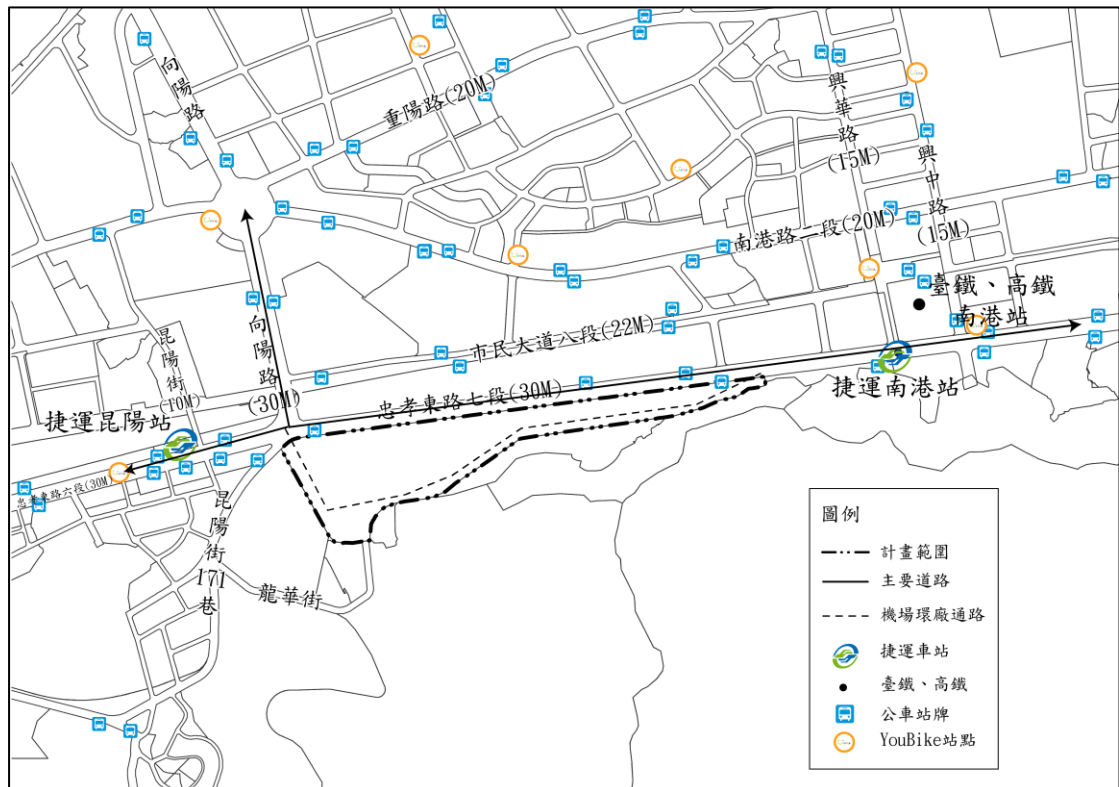 向陽路
重陽路(20M)
興華路
(15M)
興中路
(15M)
南港路二段(20M)
臺鐵、高鐵
南港站
向陽路
(30M)
市民大道八段(22M)
昆陽街
(10M)
忠孝東路七段(30M)
捷運南港站
捷運昆陽站
忠孝東路六段(30M)
昆陽街171巷
龍華街
圖例
計畫範圍
主要道路
機場環廠通路
捷運車站
臺鐵、高鐵
公車站牌
YouBike站點